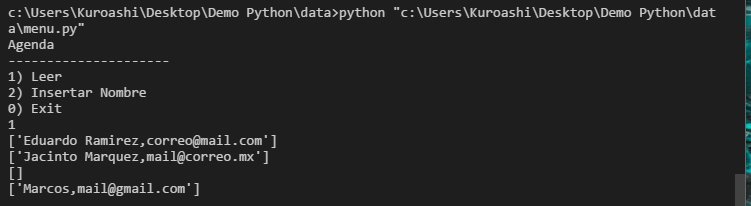 c:\Users\Kuroashi\Desktop\Demo Python\data>python "c:\Users\Kuroashi\Desktop\Demo Python\dat
a\menu.py"
Agenda
---------------------
1) Leer
2) Insertar Nombre
0) Exit
1
['Eduardo Ramirez,correo@mail.com']
['Jacinto Marquez,mail@correo.mx']
[]
['Marcos,mail@gmail.com']